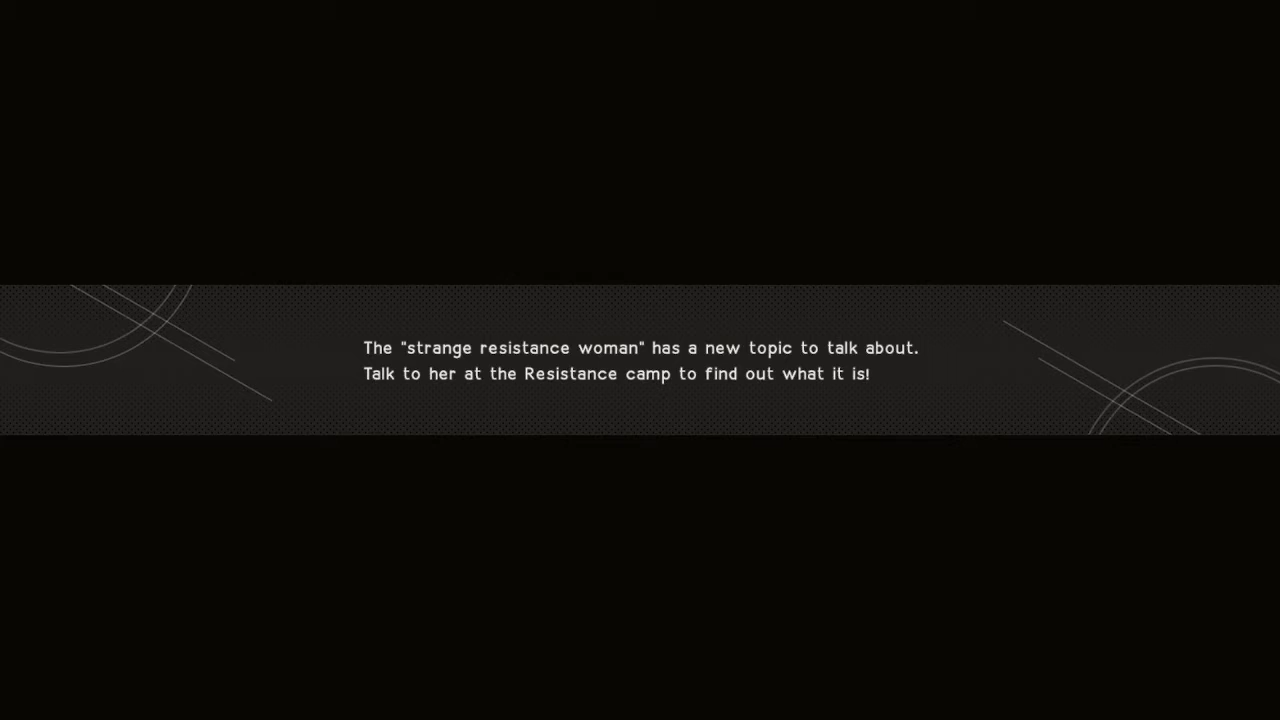 The "strange resistance woman" has a new topic to talk about.
Talk to her at the Resistance camp to find out what it is!